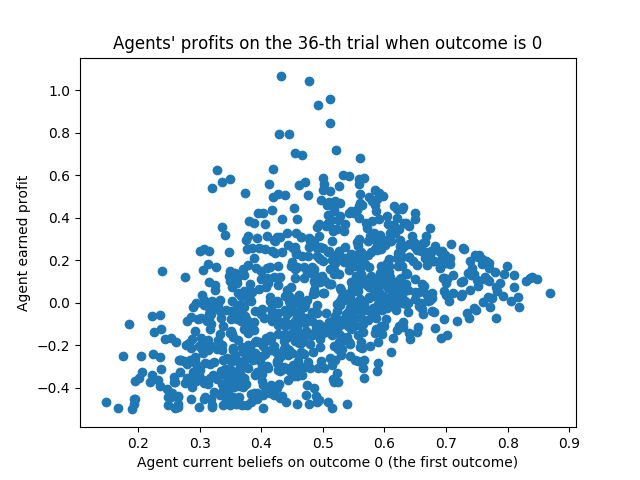 Agents' profits on the 36-th trial when outcome is 0
1.0
0.8
0.6
0.4
0.2
0.0
−0.2
−0.4
Agent earned profit
0.2 0.3 0.4 0.5 0.6 0.7 0.8 0.9
Agent current beliefs on outcome 0 (the first outcome)